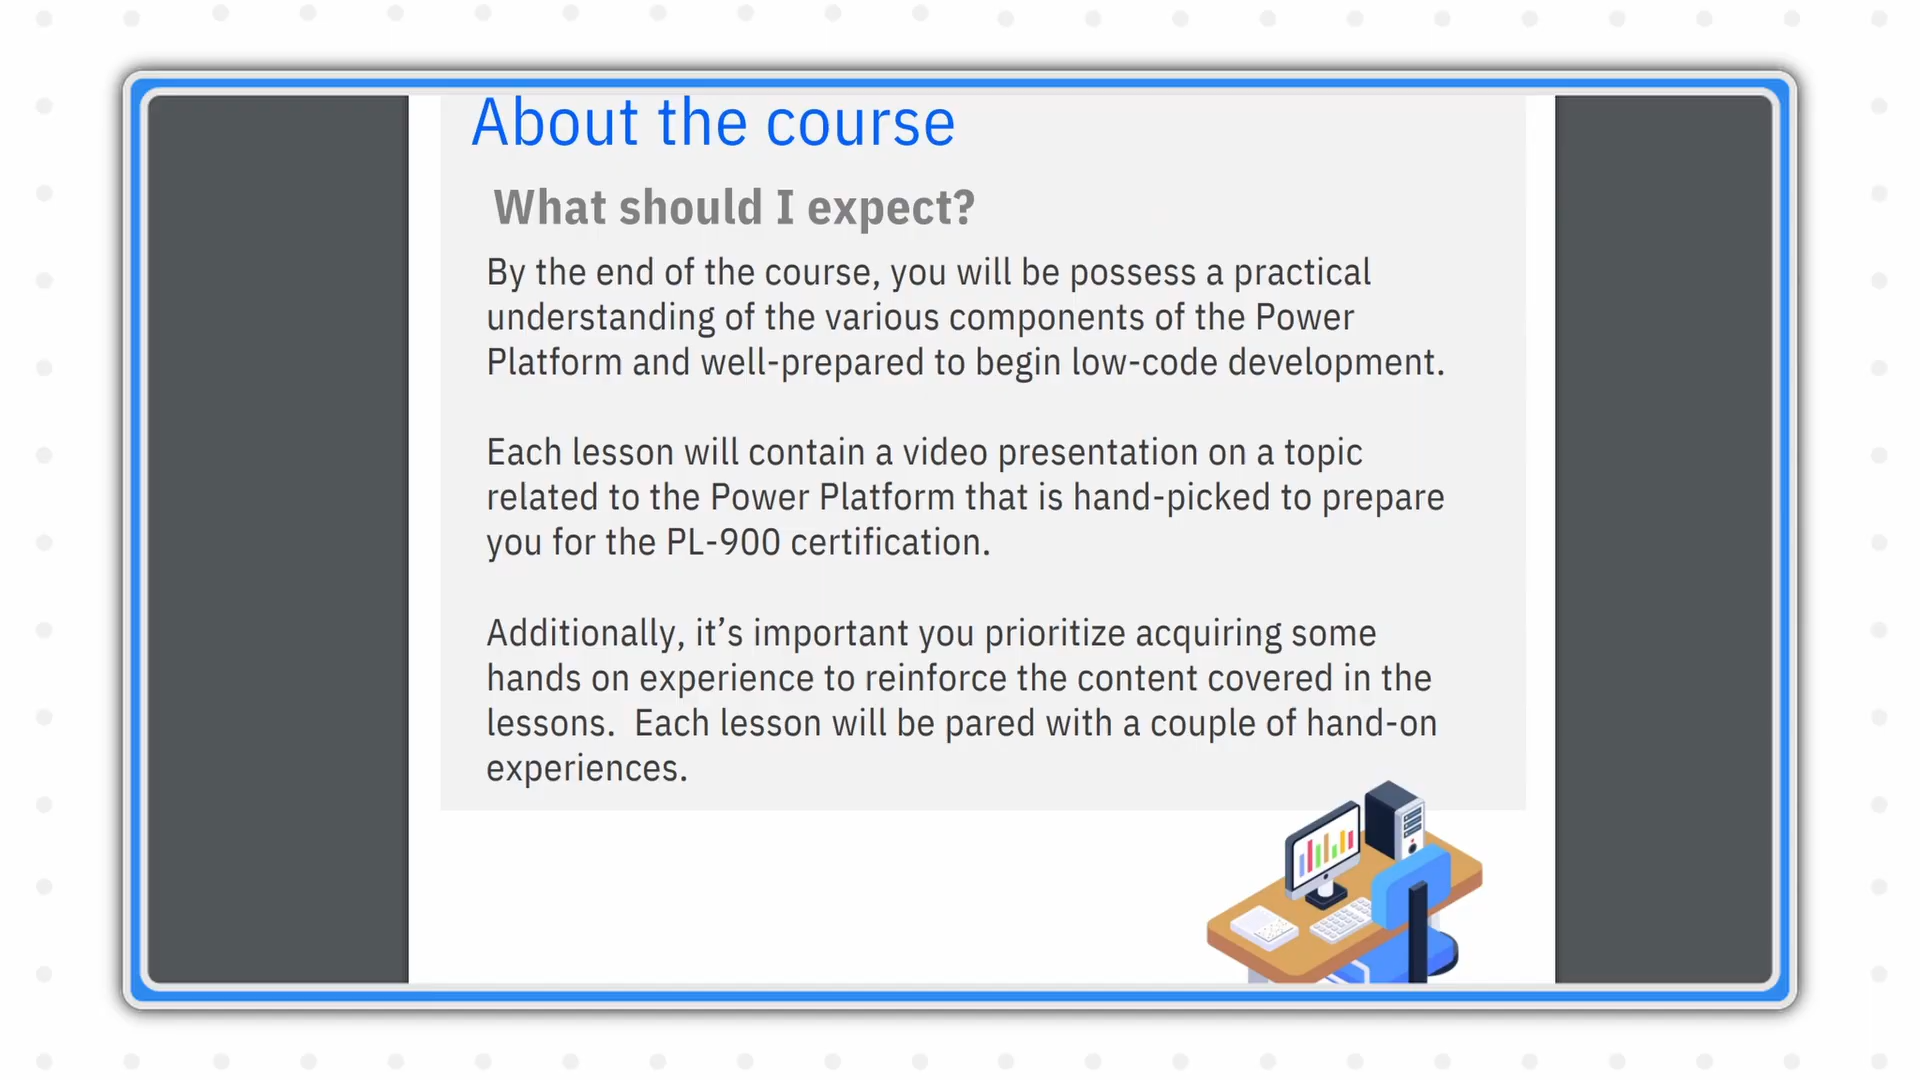 About the course
What should I expect?
By the end of the course, you will be possess a practical
understanding of the various components of the Power
Platform and well-prepared to begin low-code development.
Each lesson will contain a video presentation on a topic
related to the Power Platform that is hand-picked to prepare
you for the PL-900 certification.
Additionally, it’s important you prioritize acquiring some
hands on experience to reinforce the content covered in the
lessons.  Each lesson will be pared with a couple of hand-on
experiences.